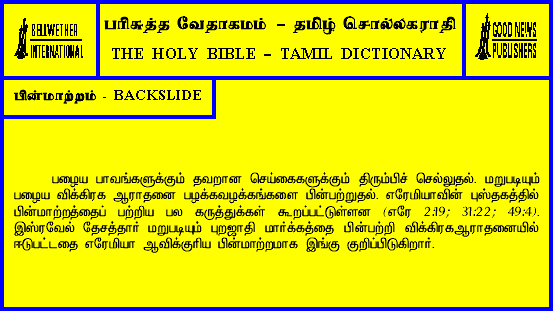 BELLWETHER
INTERNATIONAL
பரிசுத்த வேதாகமம் – தமிழ் சொல்லகராதி
THE HOLY BIBLE – TAMIL DICTIONARY
GOOD NEWS
PUBLISHERS
பின்மாற்றம் - BACKSLIDE
பழைய பாவங்களுக்கும் தவறான செய்கைகளுக்கும் திரும்பிச் செல்லுதல். மறுபடியும்
பழைய விக்கிரக ஆராதனை பழக்கவழக்கங்களை பின்பற்றுதல். எரேமியாவின் புஸ்தகத்தில்
பின்மாற்றத்தைப் பற்றிய பல கருத்துக்கள் கூறப்பட்டுள்ளன (எரே 2:19; 31:22; 49:4).
இஸ்ரவேல் தேசத்தார் மறுபடியும் புறஜாதி மார்க்கத்தை பின்பற்றி விக்கிரகஆராதனையில்
ஈடுபட்டதை எரேமியா ஆவிக்குரிய பின்மாற்றமாக இங்கு குறிப்பிடுகிறார்.